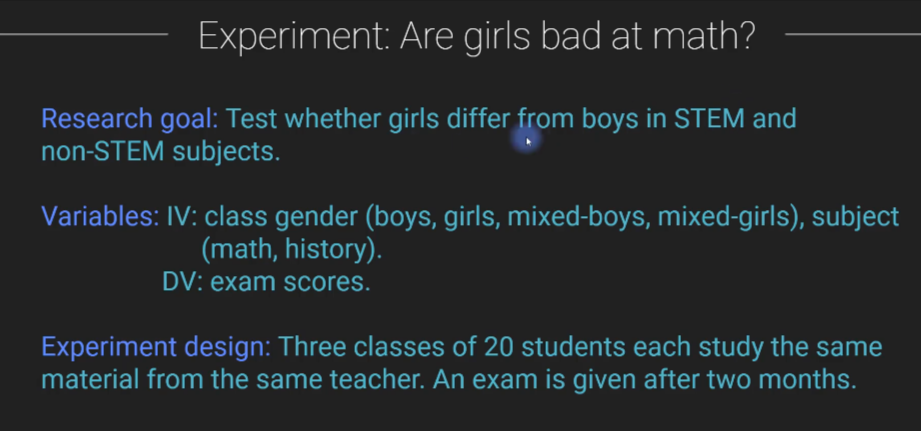 Experiment: Are girls bad at math?
Research goal: Test whether girls differ from boys in STEM and
non-STEM subjects.
Variables: IV: class gender (boys, girls, mixed-boys, mixed-girls), subject
(math, history).
DV: exam scores.
Experiment design: Three classes of 20 students each study the same
material from the same teacher. An exam is given after two months.